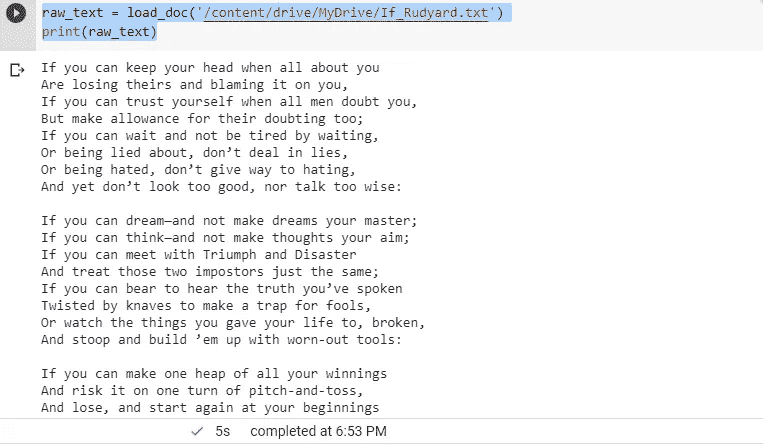 raw_text = load_doc('/content/drive/MyDrive/If_Rudyard.txt')
print(raw_text)
If you can keep your head when all about you
Are losing theirs and blaming it on you,
If you can trust yourself when all men doubt you,
But make allowance for their doubting too;
If you can wait and not be tired by waiting,
Or being lied about, don’t deal in lies,
Or being hated, don’t give way to hating,
And yet don’t look too good, nor talk too wise:

If you can dream—and not make dreams your master;
If you can think—and not make thoughts your aim;
If you can meet with Triumph and Disaster
And treat those two impostors just the same;
If you can bear to hear the truth you’ve spoken
Twisted by knaves to make a trap for fools,
Or watch the things you gave your life to, broken,
And stoop and build ’em up with worn-out tools:

If you can make one heap of all your winnings
And risk it on one turn of pitch-and-toss,
And lose, and start again at your beginnings
5s completed at 6:53 PM